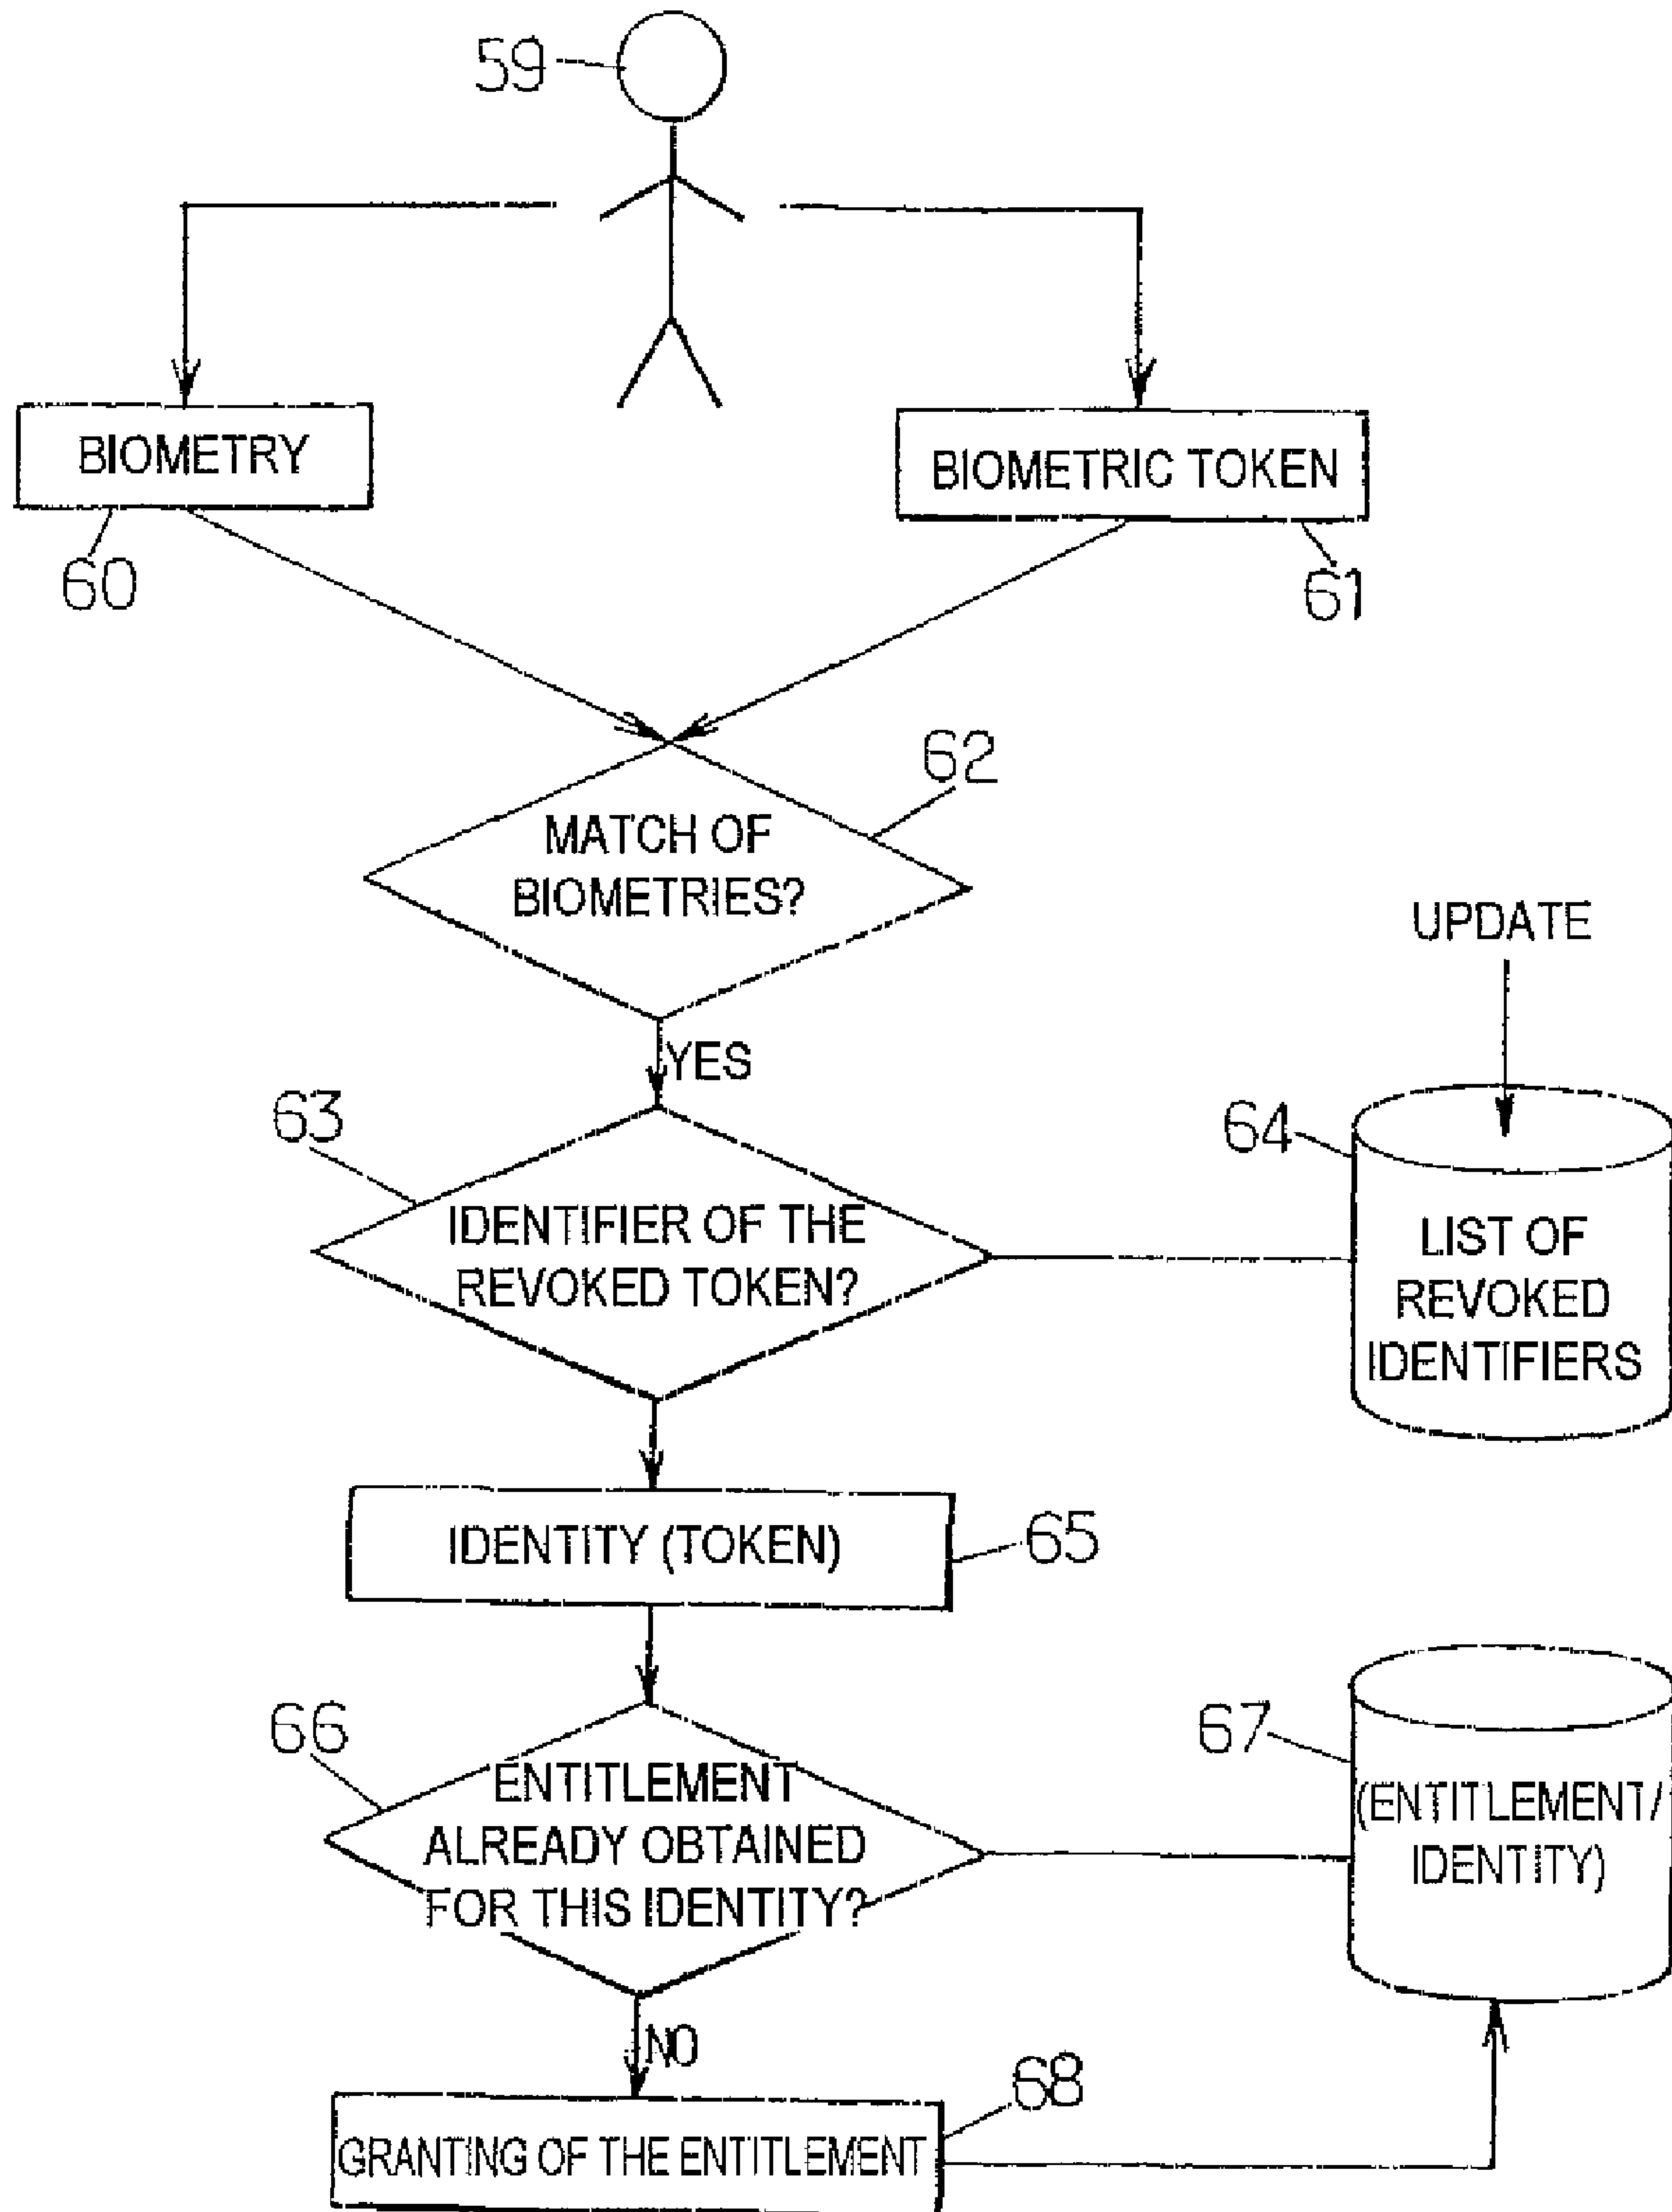 59
BIOMETRY
BIOMETRIC TOKEN
60
61
62
MATCH OF
BIOMETRIES?
UPDATE
YES
63
64
IDENTIFIER OF THE
REVOKED TOKEN?
LIST OF
REVOKED
IDENTIFIERS
IDENTITY (TOKEN)
65
66
67
ENTITLEMENT
ALREADY OBTAINED
FOR THIS IDENTITY?
(ENTITLEMENT/
IDENTITY)
NO
68
GRANTING OF THE ENTITLEMENT